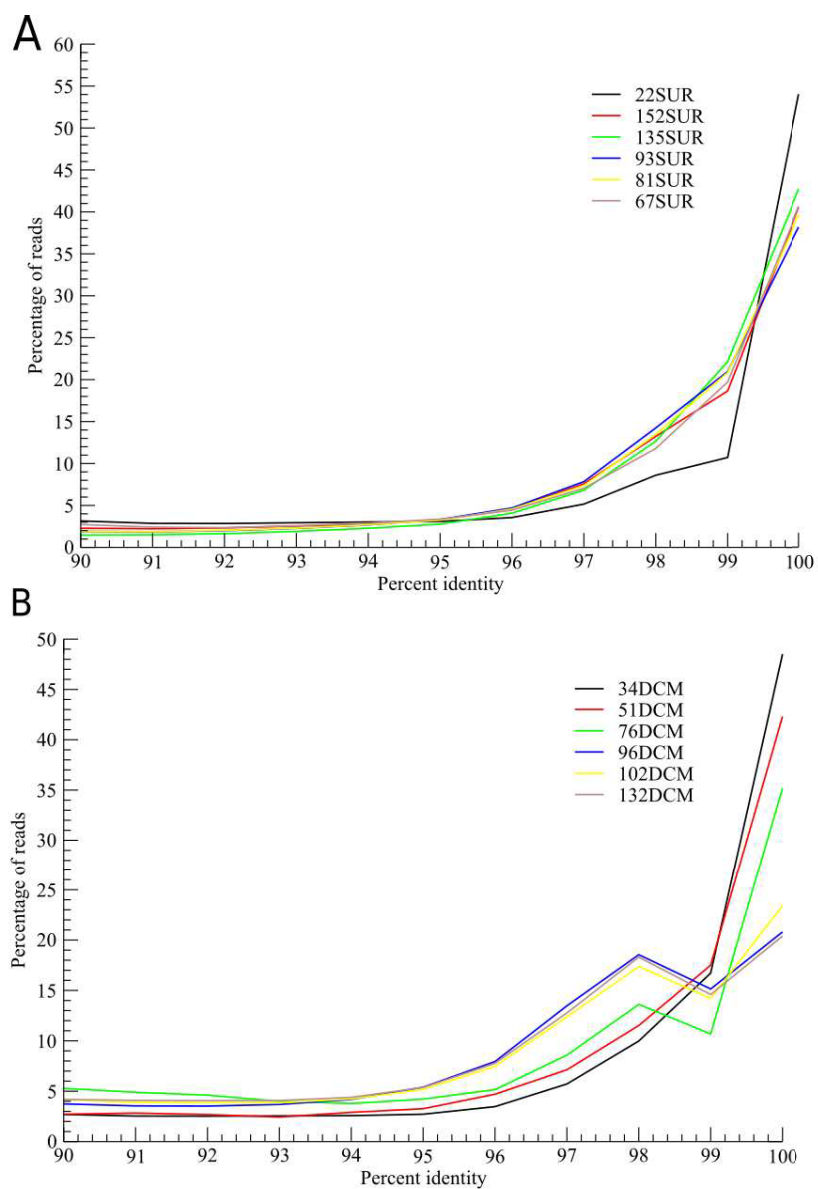 A
60
55
50
45
40
35
30
25
20
15
10
5
0
Percentage of reads
22SUR
152SUR
135SUR
93SUR
81SUR
67SUR
90 91 92 93 94 95 96 97 98 99 100
Percent identity
B
50
45
40
35
30
25
20
15
10
5
0
Percentage of reads
34DCM
51DCM
76DCM
96DCM
102DCM
132DCM
90 91 92 93 94 95 96 97 98 99 100
Percent identity